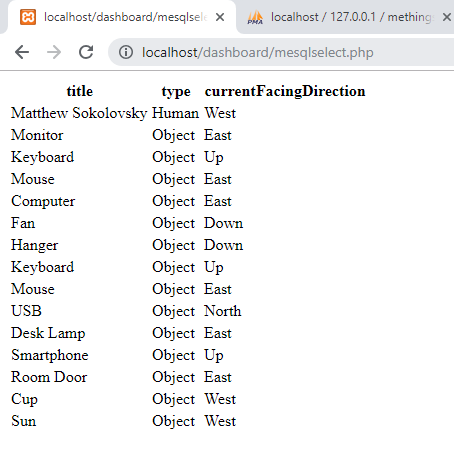 localhost/dashboard/mesqlselect
localhost / 127.0.0.1 / mething
localhost/dashboard/mesqlselect.php
title type currentFacingDirection
Matthew Sokolovsky Human West
Monitor Object East
Keyboard Object Up
Mouse Object East
Computer Object East
Fan Object Down
Hanger Object Down
Keyboard Object Up
Mouse Object East
USB Object North
Desk Lamp Object East
Smartphone Object Up
Room Door Object East
Cup Object West
Sun Object West